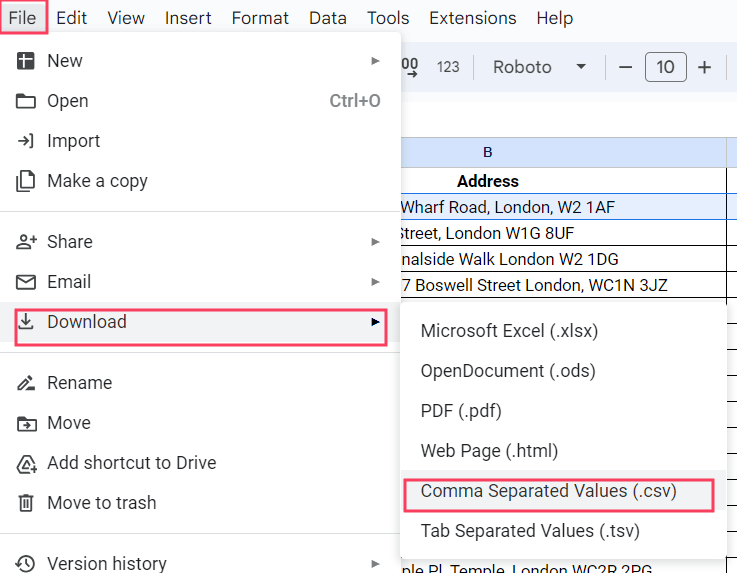 File Edit View Insert Format Data Tools Extensions Help
New
00 123 Roboto 10
Open Ctrl+O
Import
B
Make a copy
Address
Wharf Road, London, W2 1AF
Street, London W1G 8UF
Share
nalside Walk London W2 1DG
Email
7 Boswell Street London, WC1N 3JZ
Download
Microsoft Excel (.xlsx)
OpenDocument (.ods)
Rename
PDF (.pdf)
Move
Web Page (.html)
Add shortcut to Drive
Comma Separated Values (.csv)
Move to trash
Tab Separated Values (.tsv)
Version history
ple Pl, Temple, London WC2R 2PG